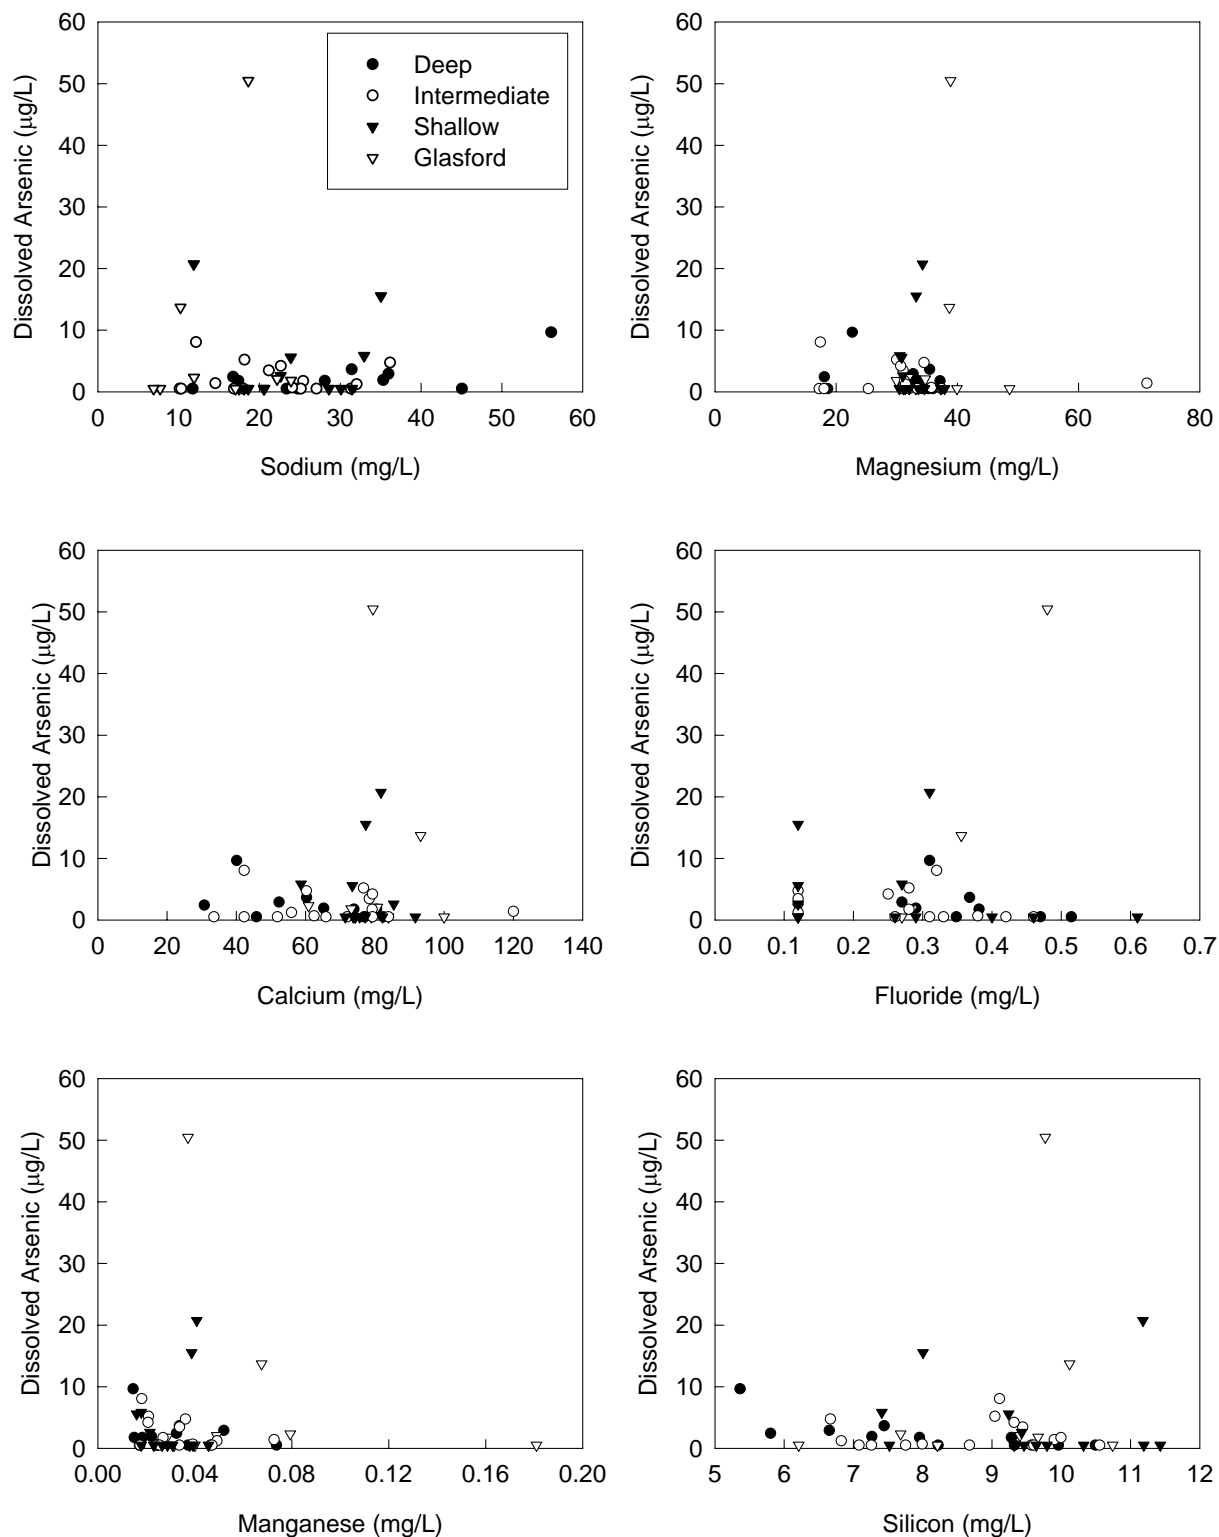 60
50
40
30
20
10
0
Dissolved Arsenic (μg/L)
Deep
Intermediate
Shallow
Glasford
0 10 20 30 40 50 60
Sodium (mg/L)
60
50
40
30
20
10
0
Dissolved Arsenic (μg/L)
0 20 40 60 80
Magnesium (mg/L)
60
50
40
30
20
10
0
Dissolved Arsenic (μg/L)
0 20 40 60 80 100 120 140
Calcium (mg/L)
60
50
40
30
20
10
0
Dissolved Arsenic (μg/L)
0.0 0.1 0.2 0.3 0.4 0.5 0.6 0.7
Fluoride (mg/L)
60
50
40
30
20
10
0
Dissolved Arsenic (μg/L)
0.00 0.04 0.08 0.12 0.16 0.20
Manganese (mg/L)
60
50
40
30
20
10
0
Dissolved Arsenic (μg/L)
5 6 7 8 9 10 11 12
Silicon (mg/L)